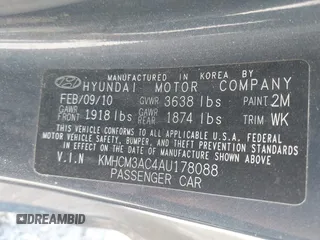 MANUFACTURED IN KOREA BY
HYUNDAI MOTOR COMPANY
FEB/09/10 GVWR 3638 lbs PAINT 2M
GAWR FRONT 1918 lbs GAWR REAR 1874 lbs TRIM WK
THIS VEHICLE CONFORMS TO ALL APPLICABLE U.S.A. FEDERAL
MOTOR VEHICLE SAFETY, BUMPER, AND THEFT PREVENTION
STANDARDS IN EFFECT ON THE DATE OF MANUFACTURE SHOWN ABOVE.
V.I.N KMHCM3AC4AU178088
PASSENGER CAR
DREAMBID